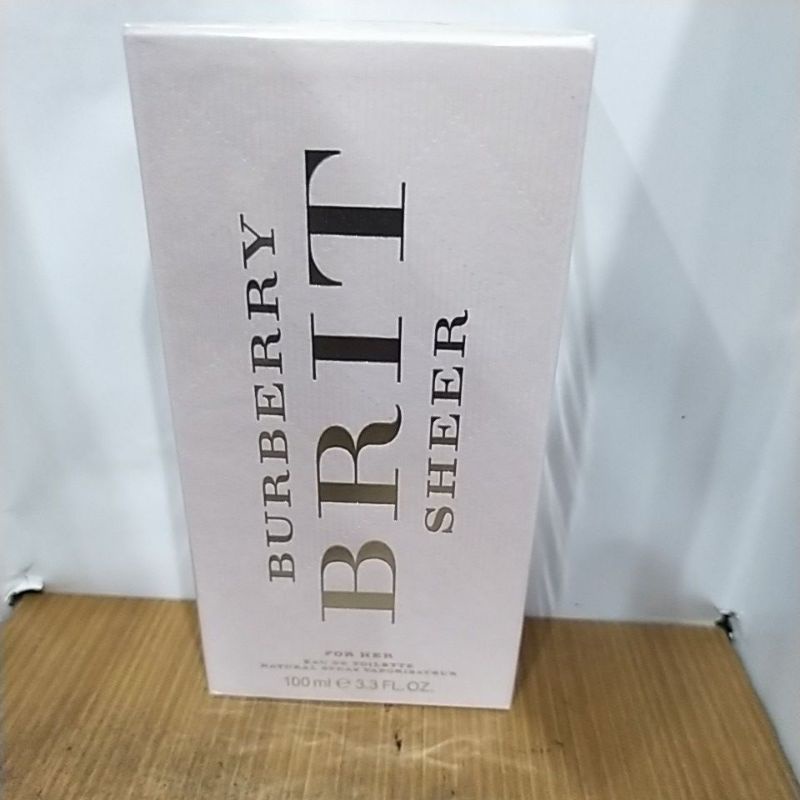 BURBERRY
BRIT
SHEER
FOR HER
EAU DE TOILETTE
NATURAL SPRAY VAPORISATEUR
100 ml ℮ 3.3 FL.OZ.